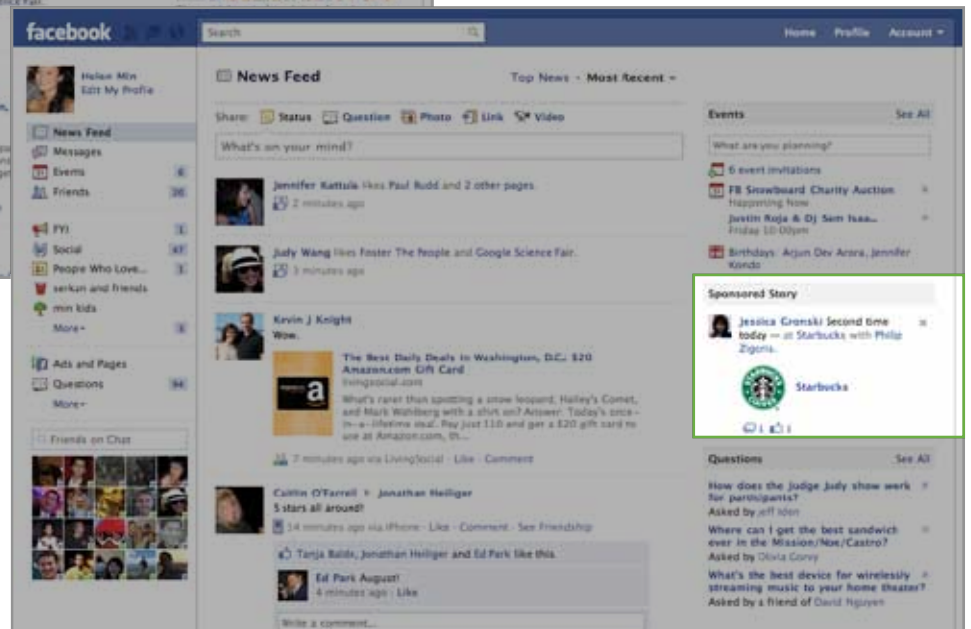 facebook
Search
Home Profile Account
Helen Min
Edit My Profile
News Feed
Messages
Events 6
Friends
FYI 1
Social 47
People Who Love... 1
serkan and friends
min kids
More
Ads and Pages
Questions 94
More
Friends on Chat
News Feed
Top News · Most Recent
Share: Status Question Photo Link Video
What's on your mind?
Jennifer Kattula likes Paul Rudd and 2 other pages.
2 minutes ago
Judy Wang likes Foster The People and Google Science Fair.
3 minutes ago
Kevin J Knight
Wow.
The Best Daily Deals in Washington, D.C.: $20
Amazon.com Gift Card
livingsocial.com
What's rarer than spotting a snow leopard, Halley's Comet,
and Mark Wahlberg with a shirt on? Answer: Today's once-
in-a-lifetime deal. Pay just $10 and get a $20 gift card to
use at Amazon.com, th...
7 minutes ago via LivingSocial · Like · Comment
Caitlin O'Farrell Jonathan Heiliger
5 stars all around!
14 minutes ago via iPhone · Like · Comment · See Friendship
Tanja Balde, Jonathan Heiliger and Ed Park like this.
Ed Park August!
4 minutes ago · Like
Write a comment...
Events See All
What are you planning?
6 event invitations
FB Snowboard Charity Auction
Happening Now
Justin Roja & DJ Sam Isaa...
Friday 10:00pm
Birthdays: Arjun Dev Arora, Jennifer
Kondo
Sponsored Story
Jessica Gronski Second time
today — at Starbucks with Philip
Zigoris.
STARBUCKS COFFEE
Starbucks
1 1
Questions See All
How does the Judge Judy show work
for participants?
Asked by Jeff Iden
Where can I get the best sandwich
ever in the Mission/Noe/Castro?
Asked by Olivia Corey
What's the best device for wirelessly
streaming music to your home theater?
Asked by a friend of David Nguyen